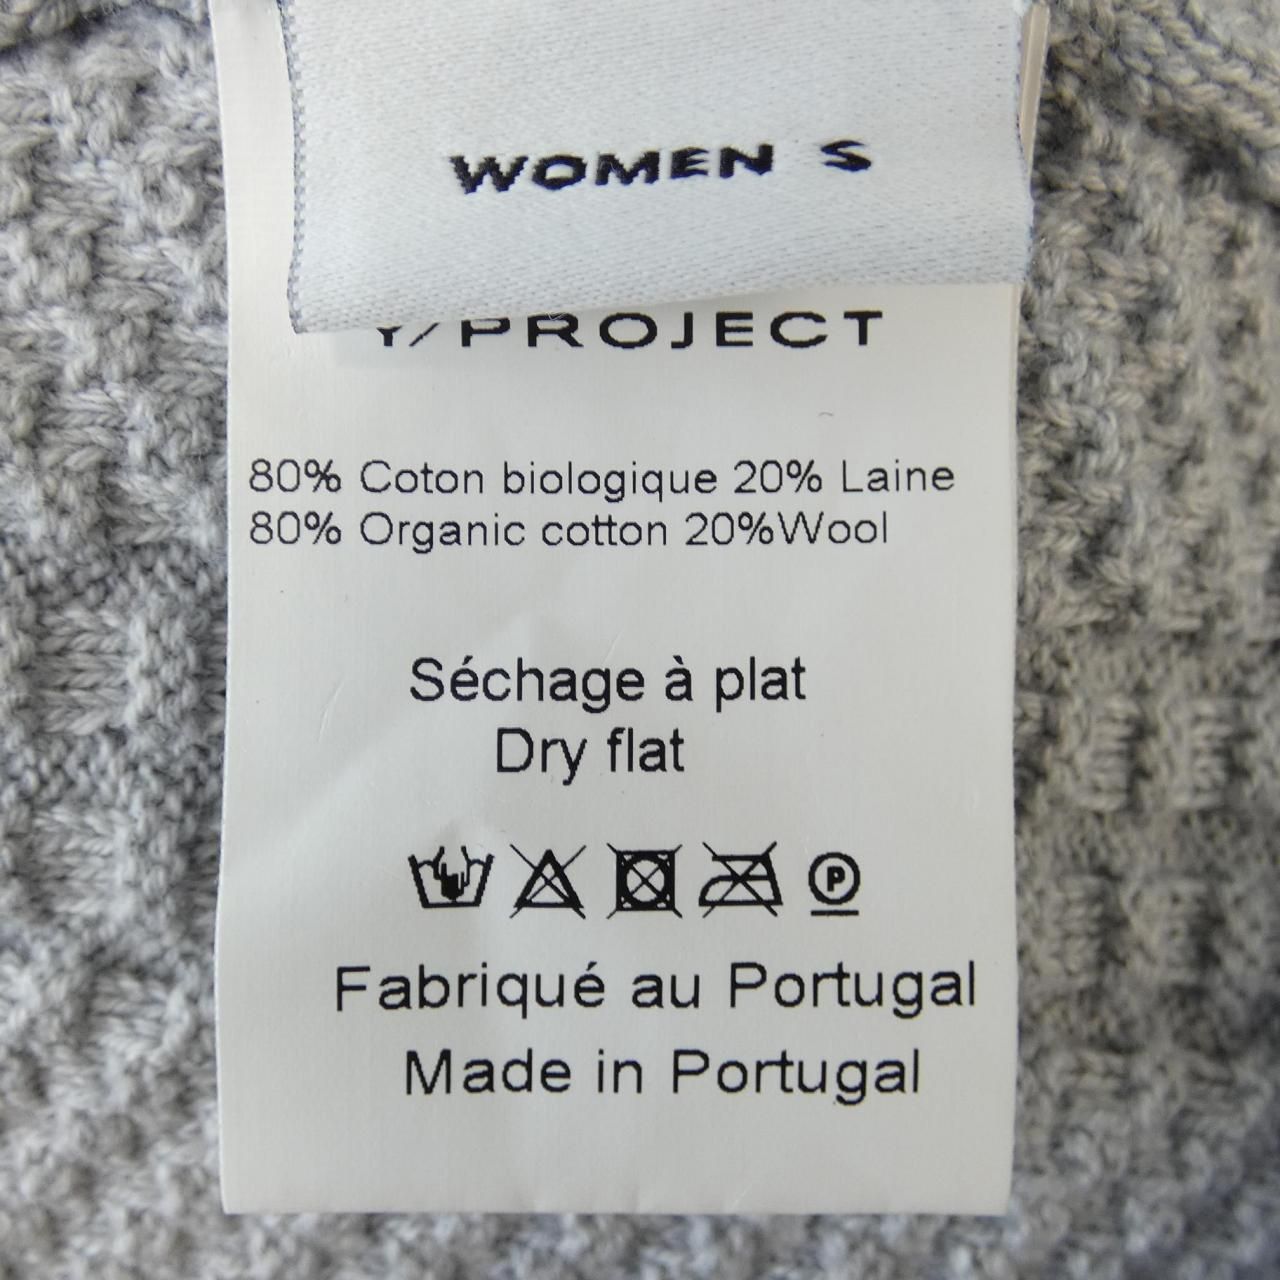 WOMEN S
Y/PROJECT
80% Coton biologique 20% Laine
80% Organic cotton 20%Wool
Séchage à plat
Dry flat
P
Fabriqué au Portugal
Made in Portugal